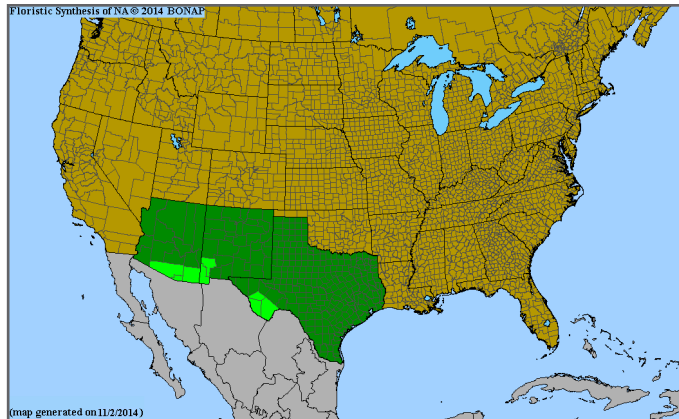 Floristic Synthesis of NA © 2014 BONAP
(map generated on 11/2/2014)